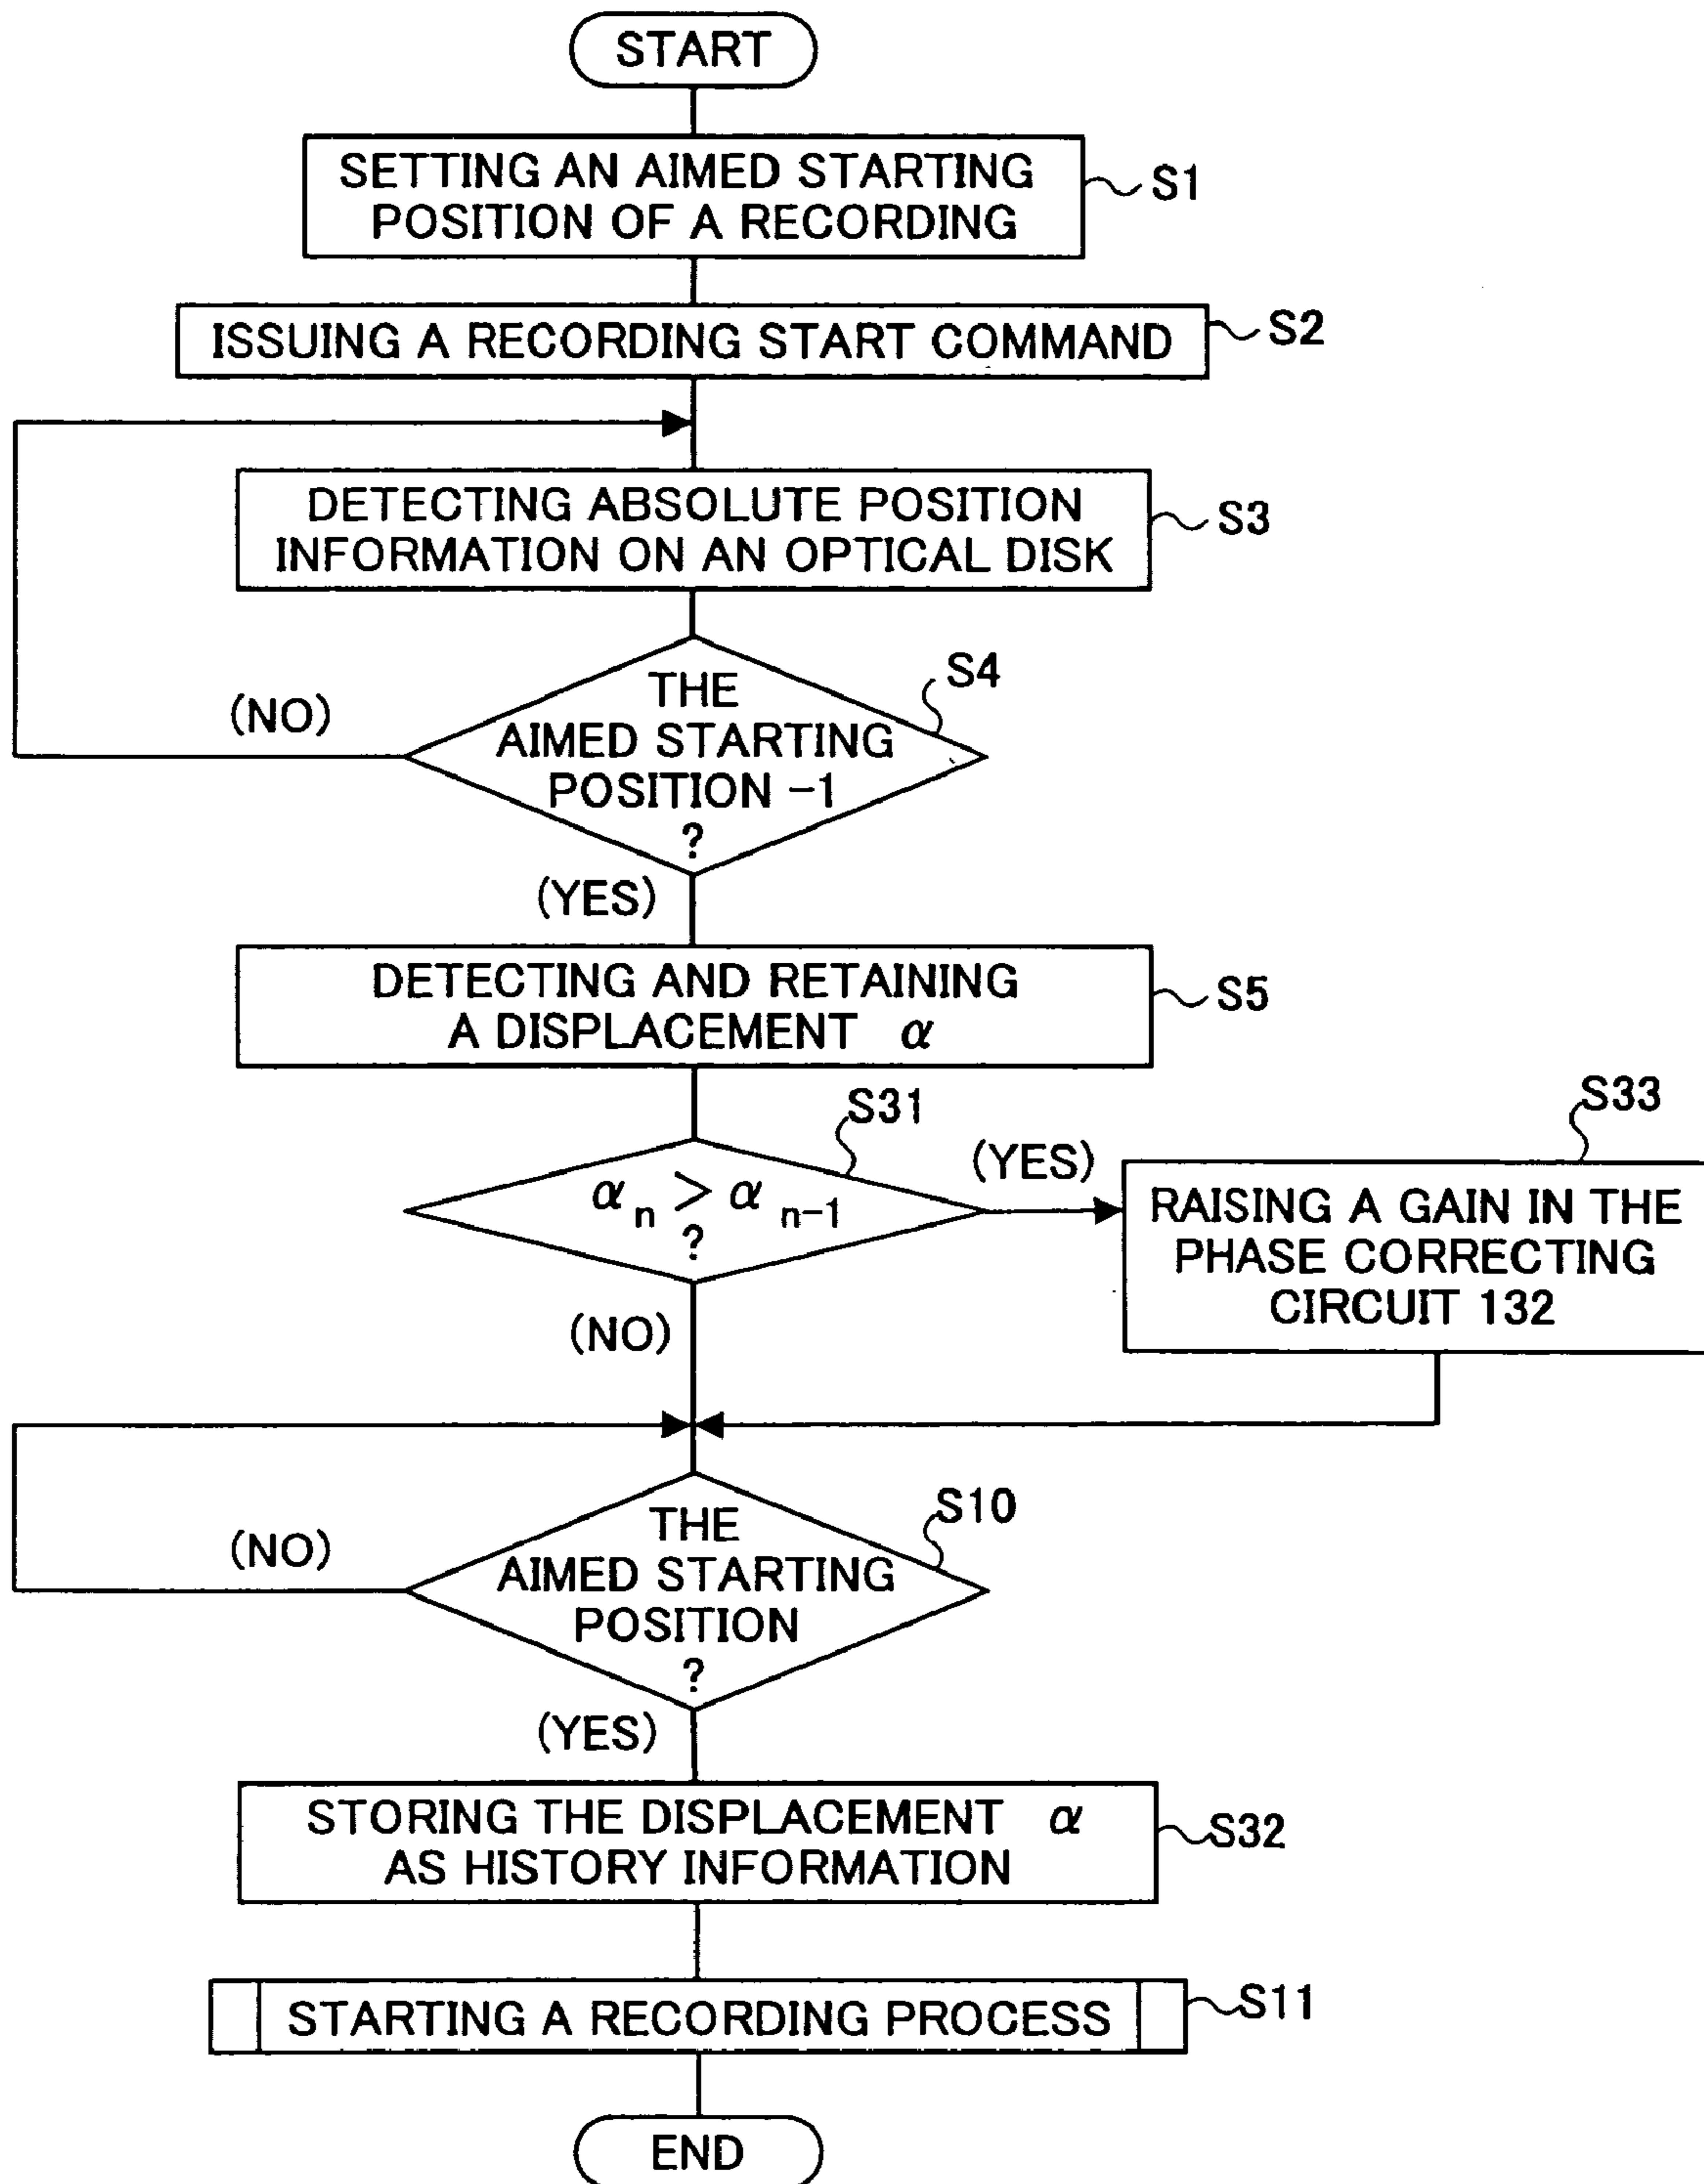 START
SETTING AN AIMED STARTING
POSITION OF A RECORDING
S1
ISSUING A RECORDING START COMMAND
S2
DETECTING ABSOLUTE POSITION
INFORMATION ON AN OPTICAL DISK
S3
THE
AIMED STARTING
POSITION -1
?
S4
(NO)
(YES)
DETECTING AND RETAINING
A DISPLACEMENT α
S5
αn > αn-1
?
S31
(YES)
S33
RAISING A GAIN IN THE
PHASE CORRECTING
CIRCUIT 132
(NO)
THE
AIMED STARTING
POSITION
?
S10
(NO)
(YES)
STORING THE DISPLACEMENT α
AS HISTORY INFORMATION
S32
STARTING A RECORDING PROCESS
S11
END